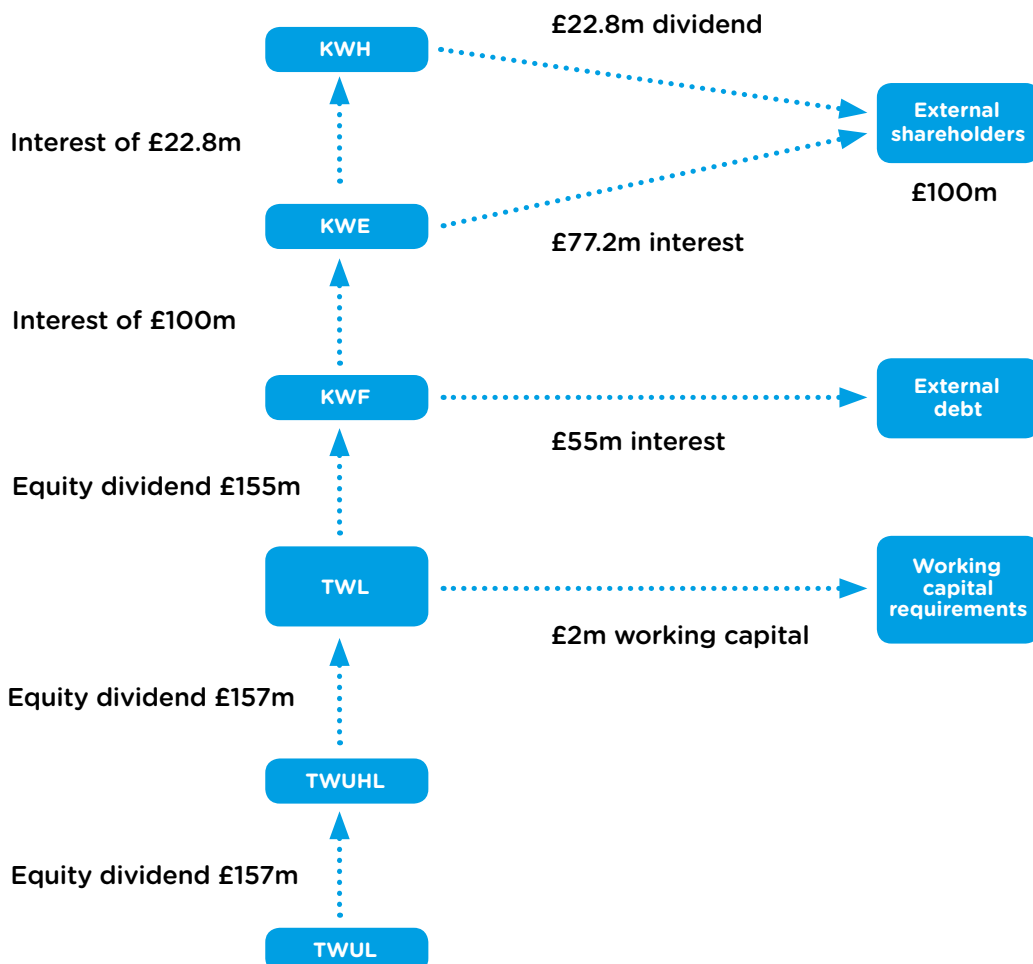 £22.8m dividend
KWH
External
shareholders
Interest of £22.8m
£100m
KWE
£77.2m interest
Interest of £100m
KWF
External
debt
£55m interest
Equity dividend £155m
TWL
Working
capital
requirements
£2m working capital
Equity dividend £157m
TWUHL
Equity dividend £157m
TWUL